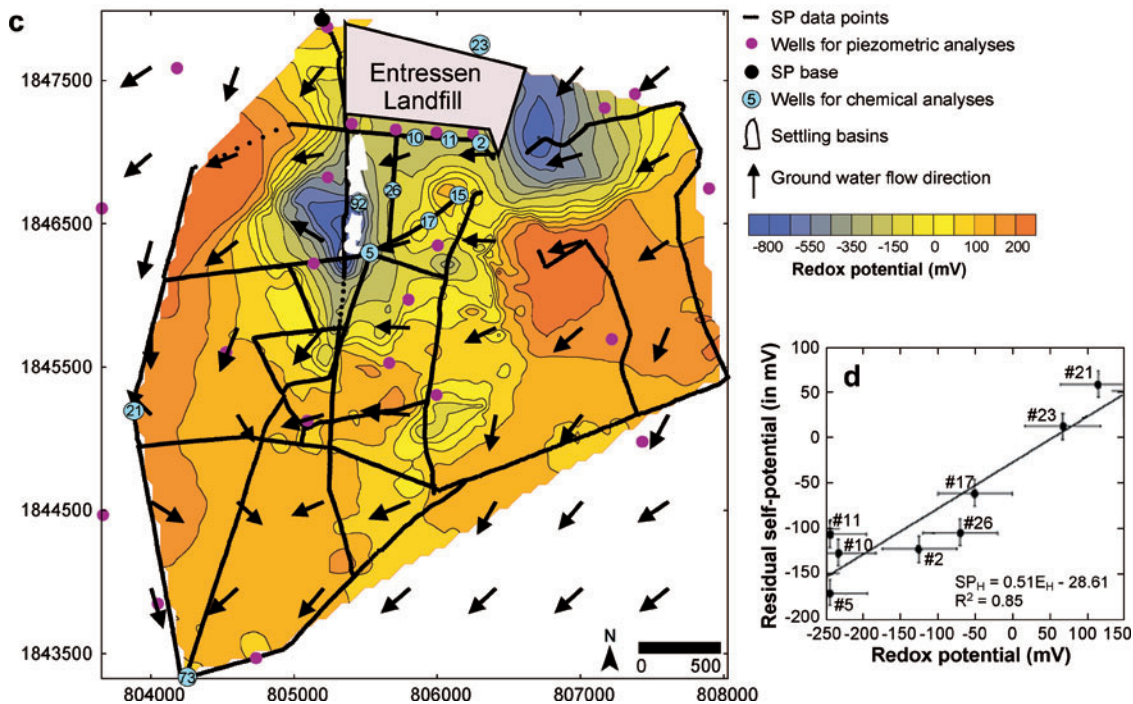 c
1847500
1846500
1845500
1844500
1843500
804000 805000 806000 807000 808000
Entressen
Landfill
23
10
11
2
92
26
15
17
5
21
73
N
0 500
SP data points
Wells for piezometric analyses
SP base
5 Wells for chemical analyses
Settling basins
Ground water flow direction
-800 -550 -350 -150 0 200
Redox potential (mV)
d
Residual self-potential (in mV)
100
50
0
-50
-100
-150
-200
#21
#23
#17
#11
#26
#10
#2
#5
SP_H = 0.51E_H - 28.61
R² = 0.85
-250 -200 -150 -100 -50 0 50 100 150
Redox potential (mV)